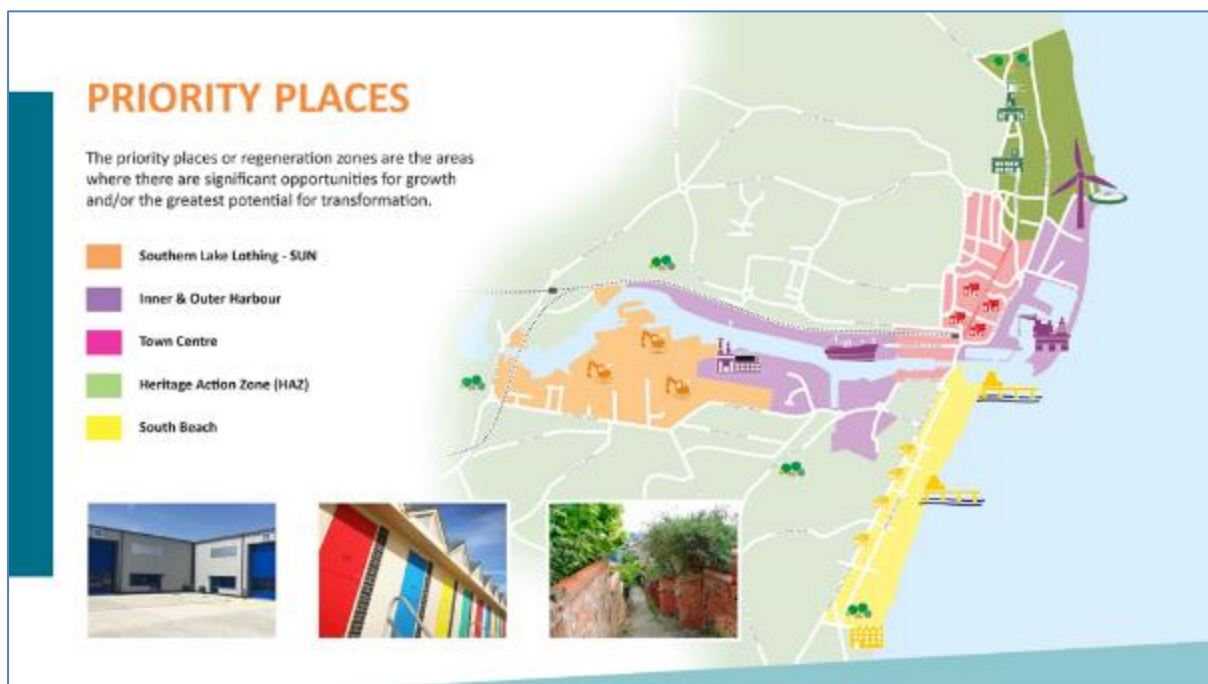 PRIORITY PLACES
The priority places or regeneration zones are the areas
where there are significant opportunities for growth
and/or the greatest potential for transformation.
Southern Lake Lothing - SUN
Inner & Outer Harbour
Town Centre
Heritage Action Zone (HAZ)
South Beach